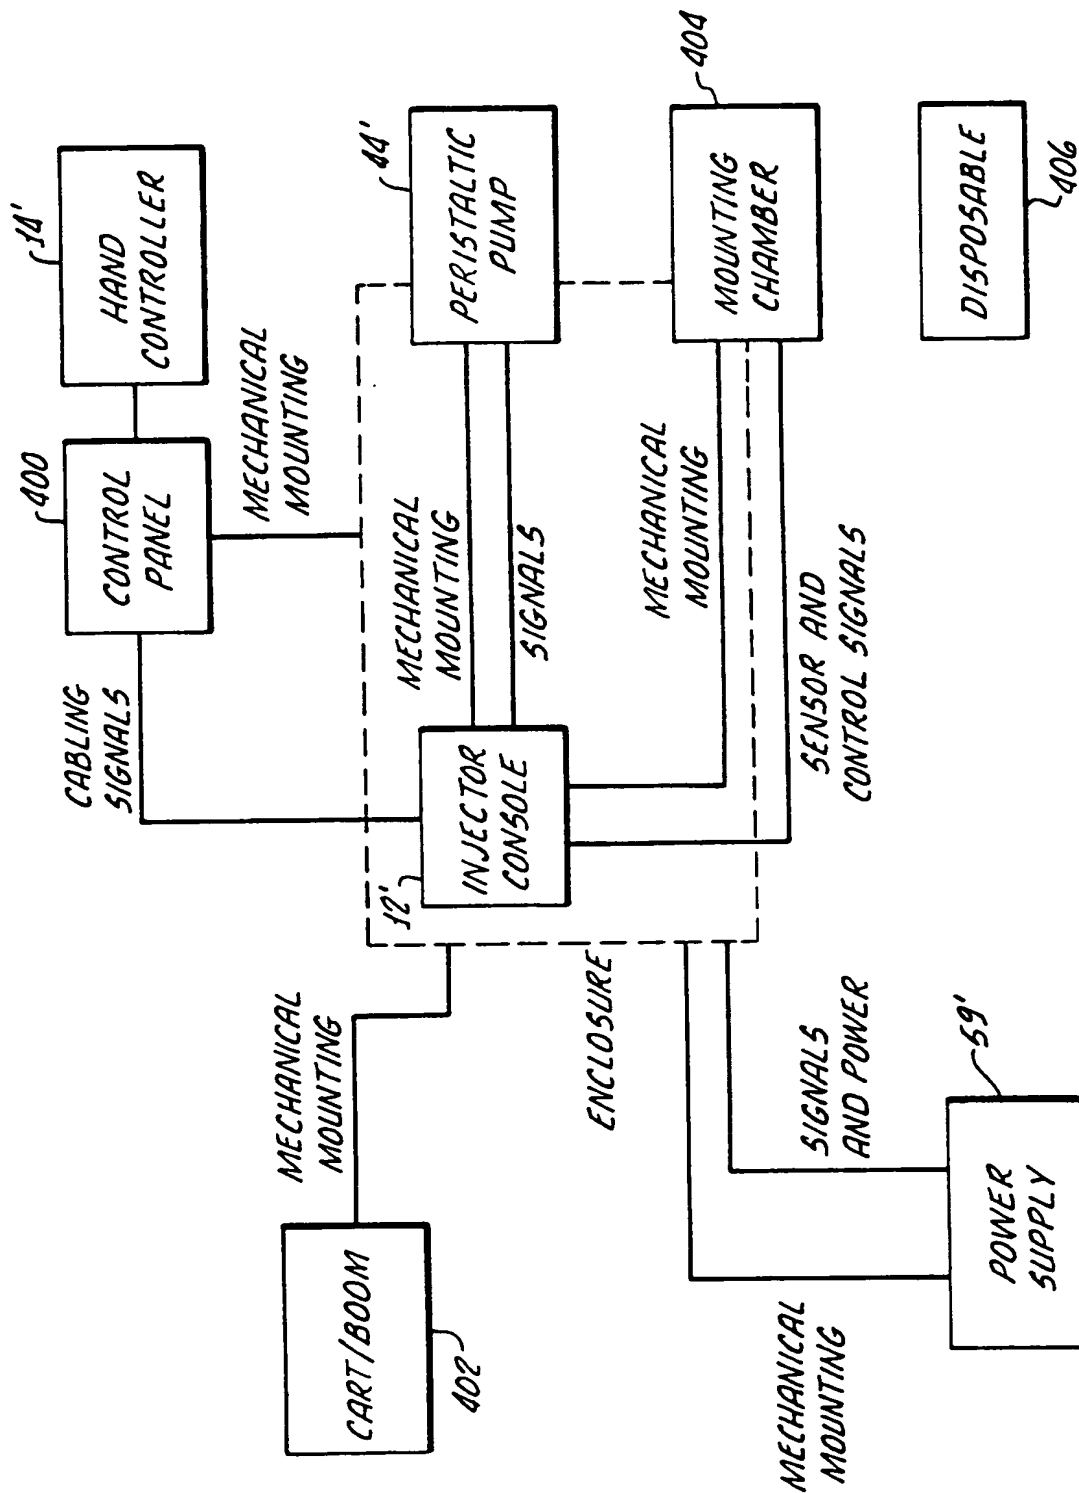 14'
HAND
CONTROLLER
400
CONTROL
PANEL
MECHANICAL
MOUNTING
CABLING
SIGNALS
44'
PERISTALTIC
PUMP
MECHANICAL
MOUNTING
SIGNALS
12'
INJECTOR
CONSOLE
404
MOUNTING
CHAMBER
MECHANICAL
MOUNTING
SENSOR AND
CONTROL SIGNALS
DISPOSABLE
406
ENCLOSURE
MECHANICAL
MOUNTING
CART/BOOM
402
SIGNALS
AND POWER
59'
POWER
SUPPLY
MECHANICAL
MOUNTING